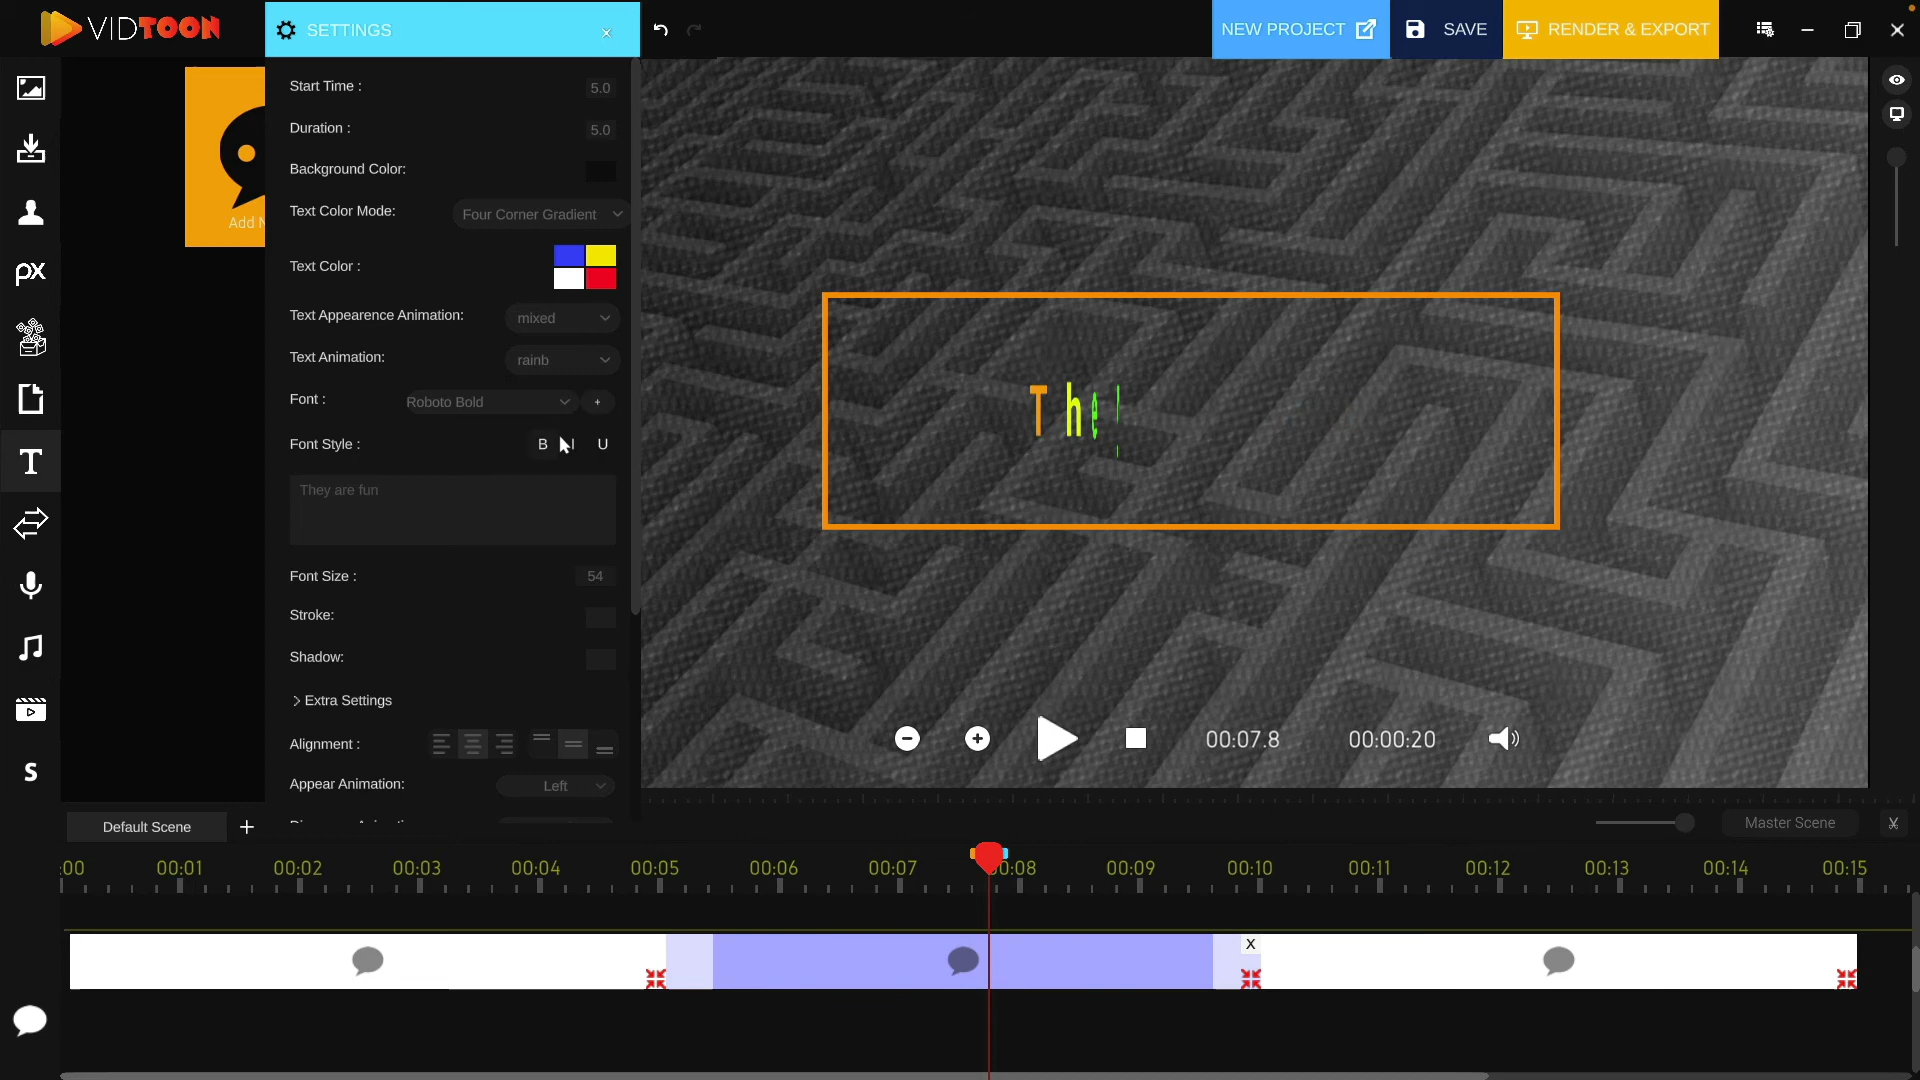 VIDTOON
SETTINGS
x
NEW PROJECT
SAVE
RENDER & EXPORT
Start Time :
5.0
Duration :
5.0
Background Color:
Text Color Mode:
Four Corner Gradient
Text Color :
Text Appearence Animation:
mixed
Text Animation:
rainb
Font :
Roboto Bold
+
Font Style :
B
I
U
They are fun
Font Size :
54
Stroke:
Shadow:
> Extra Settings
Alignment :
Appear Animation:
Left
Add N
px
T
S
The
00:07.8
00:00:20
Default Scene
+
Master Scene
:00
00:01
00:02
00:03
00:04
00:05
00:06
00:07
00:08
00:09
00:10
00:11
00:12
00:13
00:14
00:15
X